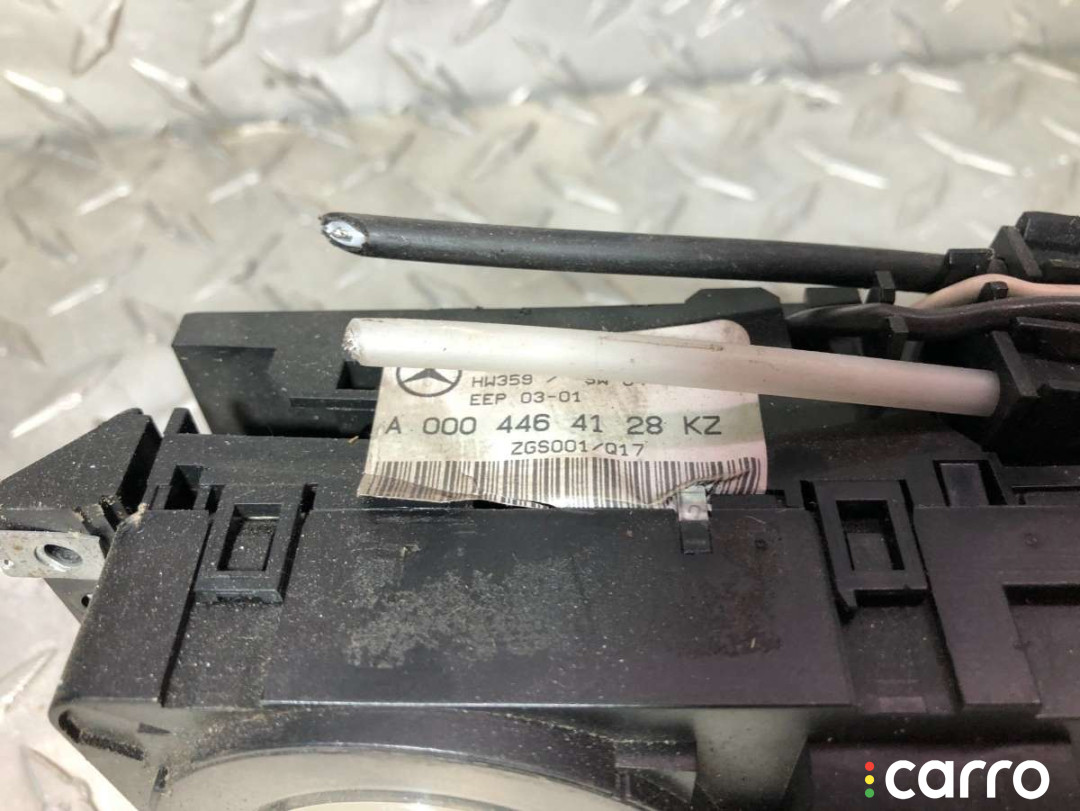 HW359 /
EEP 03-01
A 000 446 41 28 KZ
ZGS001/Q17
carro